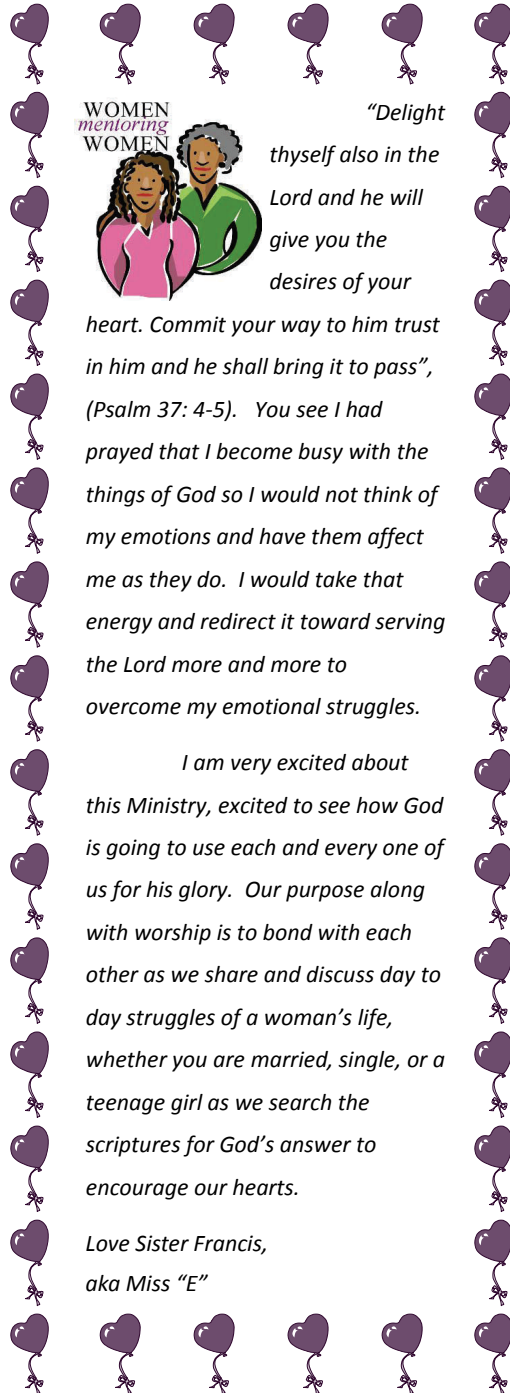 WOMEN
mentoring
WOMEN
“Delight
thyself also in the
Lord and he will
give you the
desires of your
heart. Commit your way to him trust
in him and he shall bring it to pass”,
(Psalm 37: 4-5). You see I had
prayed that I become busy with the
things of God so I would not think of
my emotions and have them affect
me as they do. I would take that
energy and redirect it toward serving
the Lord more and more to
overcome my emotional struggles.
I am very excited about
this Ministry, excited to see how God
is going to use each and every one of
us for his glory. Our purpose along
with worship is to bond with each
other as we share and discuss day to
day struggles of a woman’s life,
whether you are married, single, or a
teenage girl as we search the
scriptures for God’s answer to
encourage our hearts.
Love Sister Francis,
aka Miss “E”